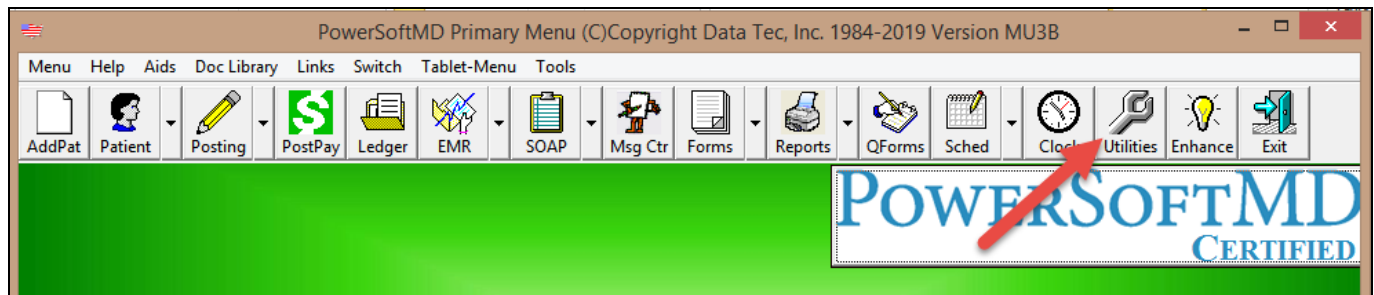 PowerSoftMD Primary Menu (C)Copyright Data Tec, Inc. 1984-2019 Version MU3B
Menu Help Aids Doc Library Links Switch Tablet-Menu Tools
AddPat Patient Posting PostPay Ledger EMR SOAP Msg Ctr Forms Reports QForms Sched Clock Utilities Enhance Exit
POWERSOFTMD
CERTIFIED